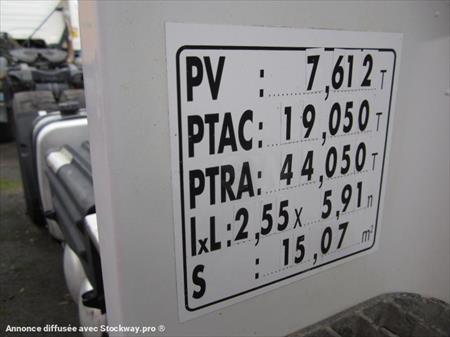 PV : 7,612 T
PTAC: 19,050 T
PTRA: 44,050 T
IxL: 2,55 x 5,91 n
S : 15,07 m²
Annonce diffusée avec Stockway.pro ®